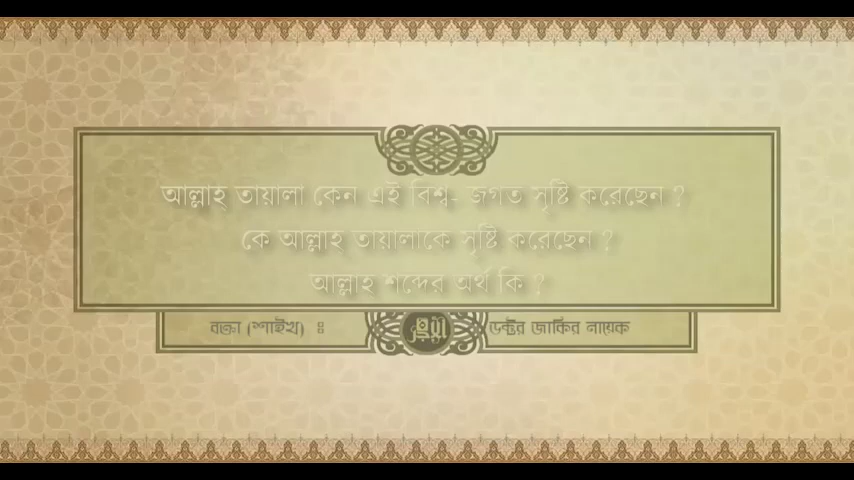 আল্লাহ্ তায়ালা কেন এই বিশ্ব- জগত সৃষ্টি করেছেন ?
কে আল্লাহ তায়ালাকে সৃষ্টি করেছেন ?
আল্লাহ শব্দের অর্থ কি ?
বক্তা (শাইখ) ঃ ডক্টর জাকির নায়েক